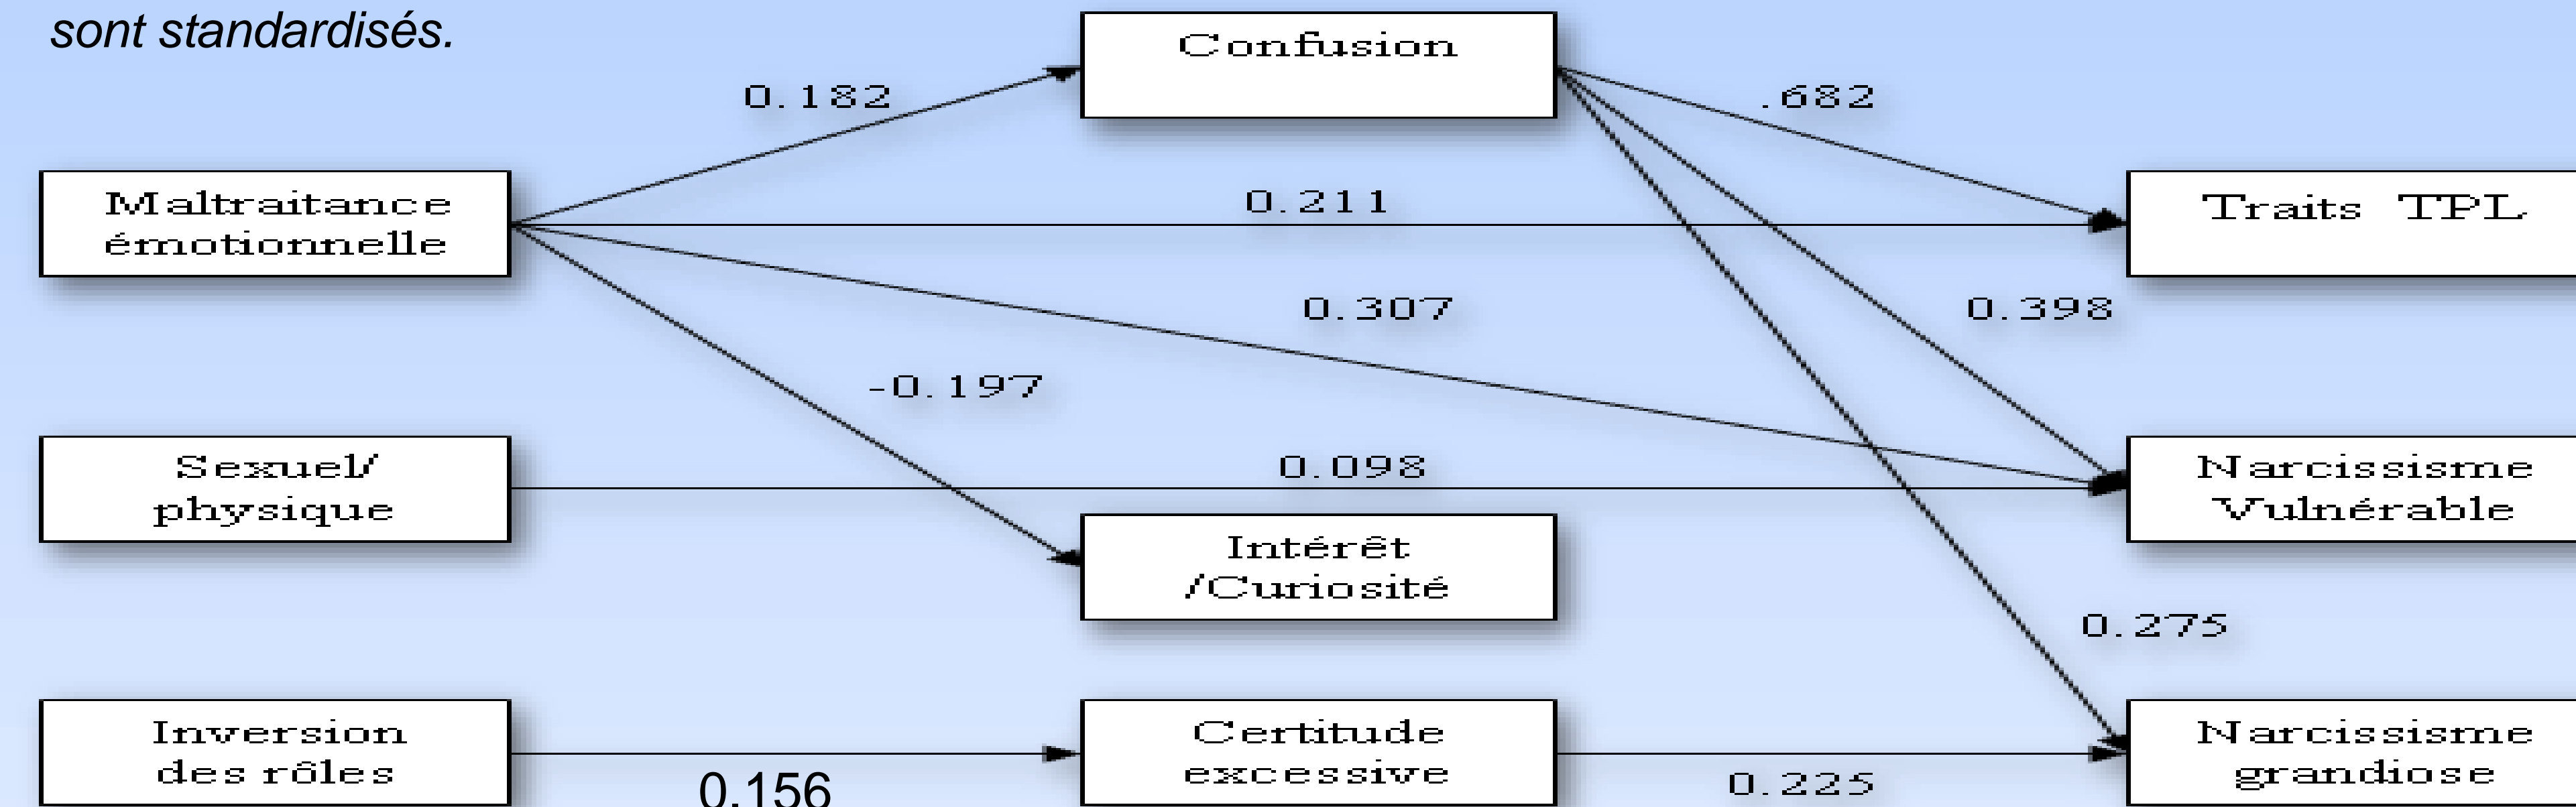 sont standardisés.
Confusion
0.182
.682
Maltraitance
émotionnelle
0.211
Traits TPL
0.307
0.398
-0.197
Sexuel/
physique
0.098
Narcissisme
Vulnérable
Intérêt
/Curiosité
0.275
Inversion
des rôles
0.156
Certitude
excessive
0.225
Narcissisme
grandiose